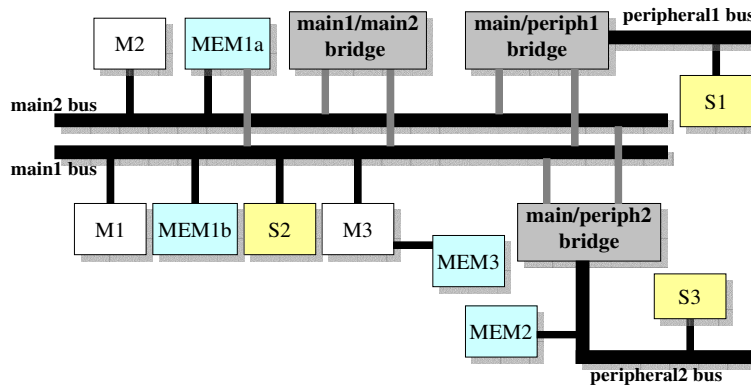 main1/main2
bridge
main/periph1
bridge
peripheral1 bus
M2
MEM1a
S1
main2 bus
main1 bus
M1
MEM1b
S2
M3
main/periph2
bridge
MEM3
S3
MEM2
peripheral2 bus